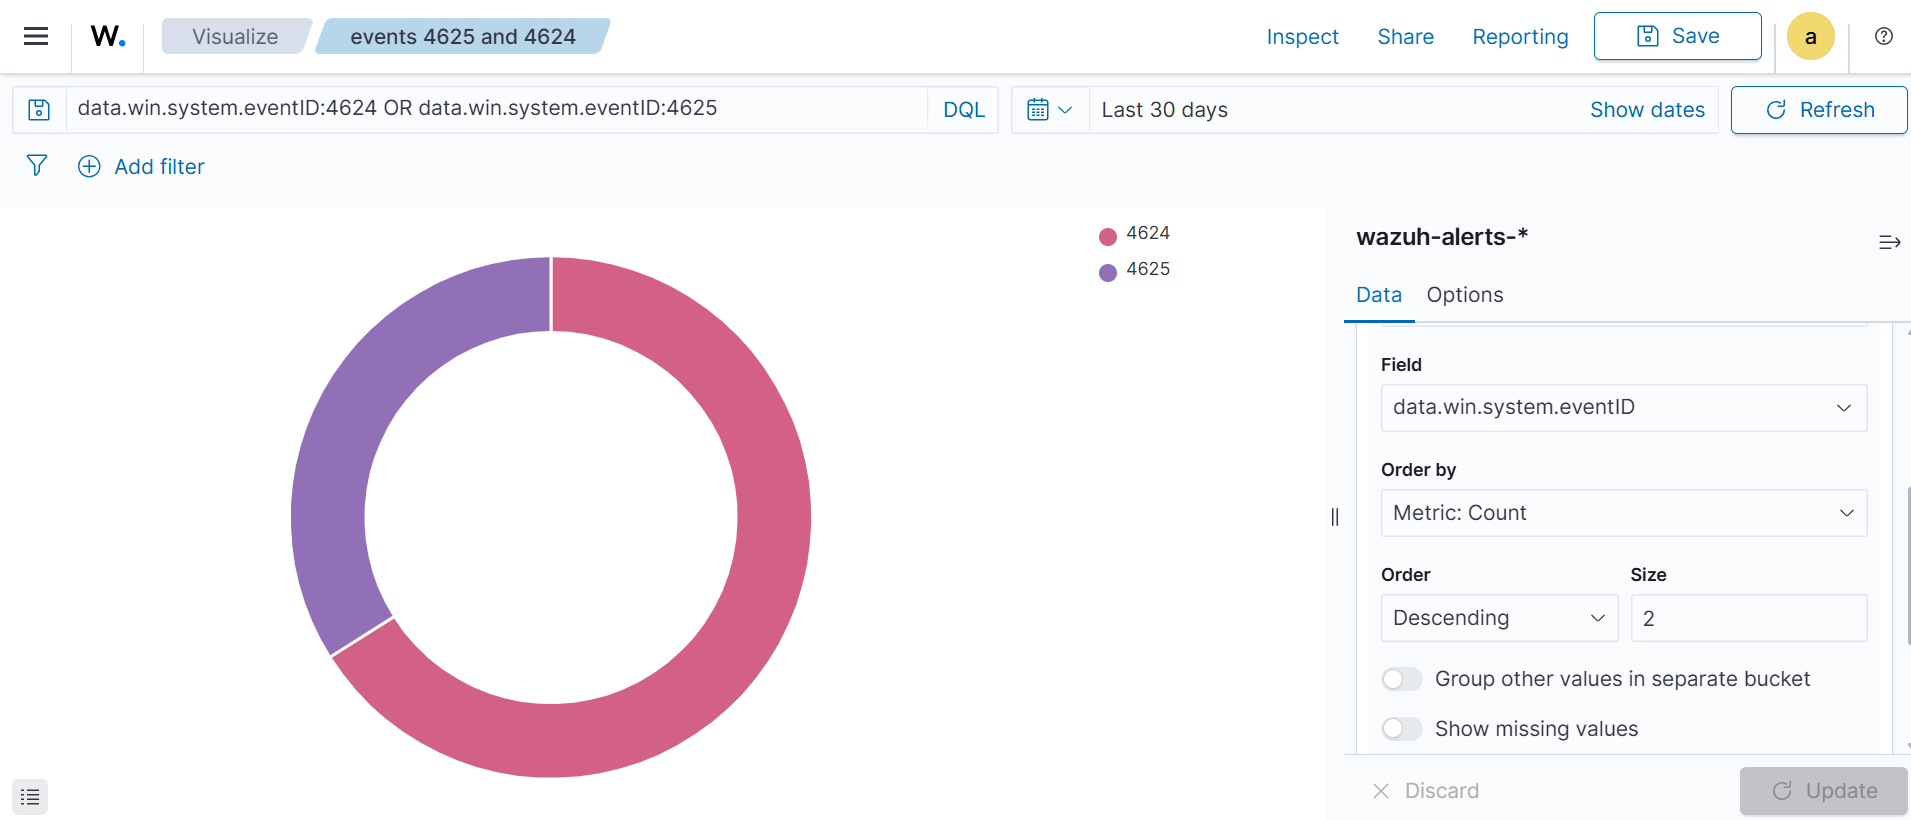 W. Visualize events 4625 and 4624 Inspect Share Reporting Save a
data.win.system.eventID:4624 OR data.win.system.eventID:4625 DQL Last 30 days Show dates Refresh
Add filter
4624
4625
wazuh-alerts-*
Data Options
Field
data.win.system.eventID
Order by
Metric: Count
Order Size
Descending 2
Group other values in separate bucket
Show missing values
Discard Update